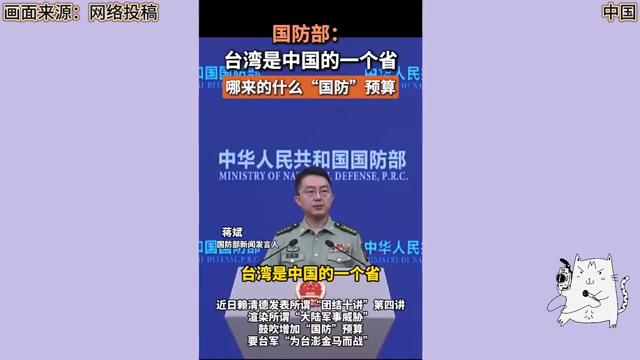 画面来源：网络投稿
中国
国防部：
台湾是中国的一个省
哪来的什么“国防”预算
中华人民共和国国防部
MINISTRY OF NATIONAL DEFENSE, P.R.C.
蒋斌
国防部新闻发言人
台湾是中国的一个省
近日赖清德发表所谓“团结十讲”第四讲
渲染所谓“大陆军事威胁”
鼓吹增加“国防”预算
要台军“为台澎金马而战”